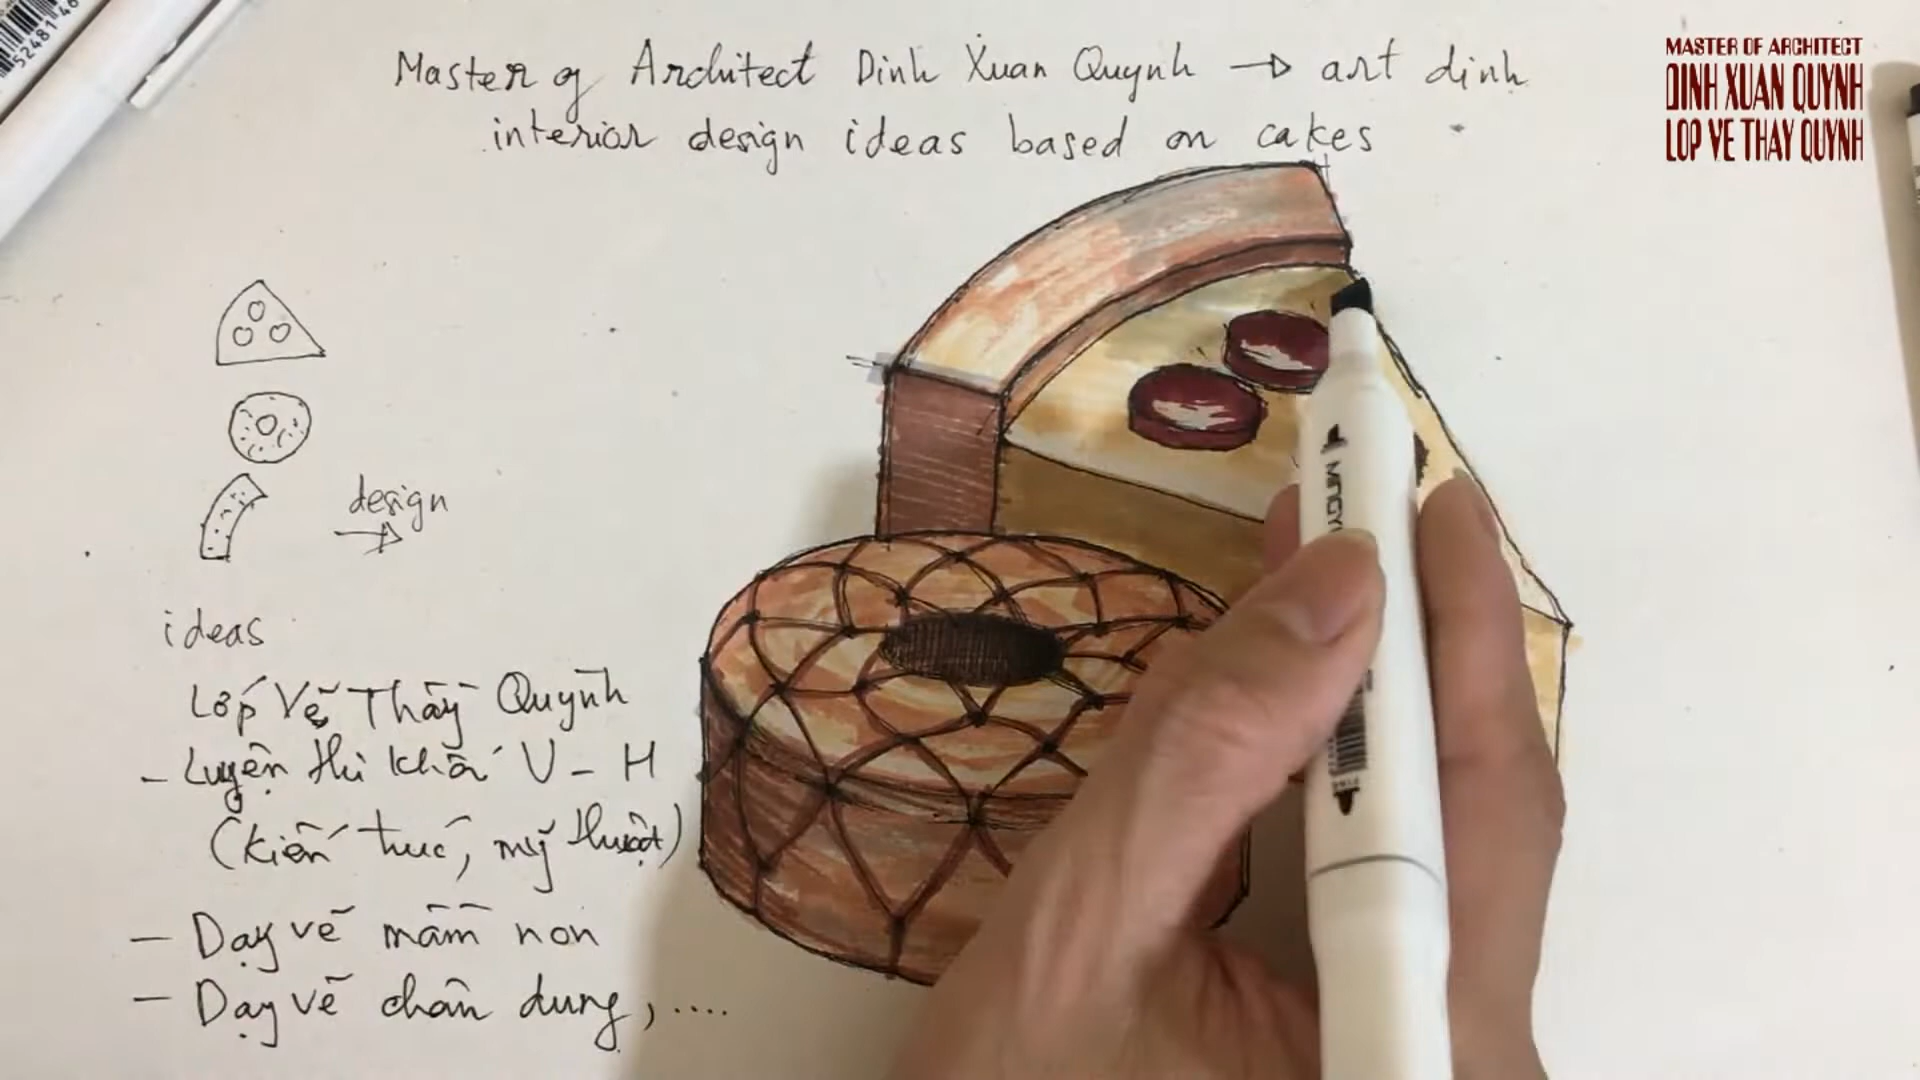 Master of Architect Dinh Xuan Quynh → art dinh
interior design ideas based on cakes
MASTER OF ARCHITECT
DINH XUAN QUYNH
LOP VE THAY QUYNH
design
ideas
Lớp Vẽ Thầy Quỳnh
- Luyện thi khối V - H
(kiến trúc, mỹ thuật)
- Dạy vẽ mầm non
- Dạy vẽ chân dung, ....